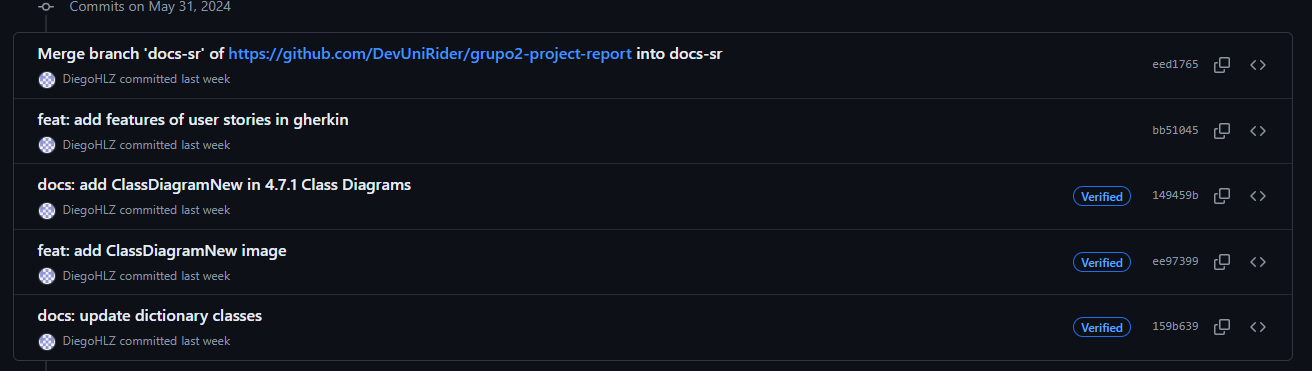 Commits on May 31, 2024
Merge branch 'docs-sr' of https://github.com/DevUniRider/grupo2-project-report into docs-sr
DiegoHLZ committed last week
eed1765
feat: add features of user stories in gherkin
DiegoHLZ committed last week
bb51045
docs: add ClassDiagramNew in 4.7.1 Class Diagrams
DiegoHLZ committed last week
Verified 149459b
feat: add ClassDiagramNew image
DiegoHLZ committed last week
Verified ee97399
docs: update dictionary classes
DiegoHLZ committed last week
Verified 159b639